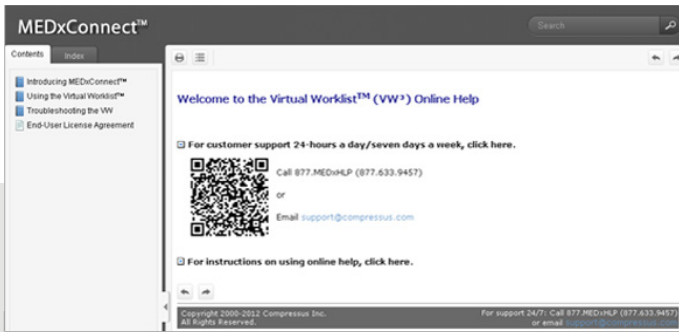 MEDxConnect™
Search
Contents
Index
Introducing MEDxConnect™
Using the Virtual Worklist™
Troubleshooting the VW
End-User License Agreement
Welcome to the Virtual Worklist™ (VW³) Online Help
For customer support 24-hours a day/seven days a week, click here.
Call 877.MEDxHLP (877.633.9457)
or
Email support@compressus.com
For instructions on using online help, click here.
Copyright 2000-2012 Compressus Inc.
All Rights Reserved.
For support 24/7: Call 877.MEDxHLP (877.633.9457)
or email support@compressus.com